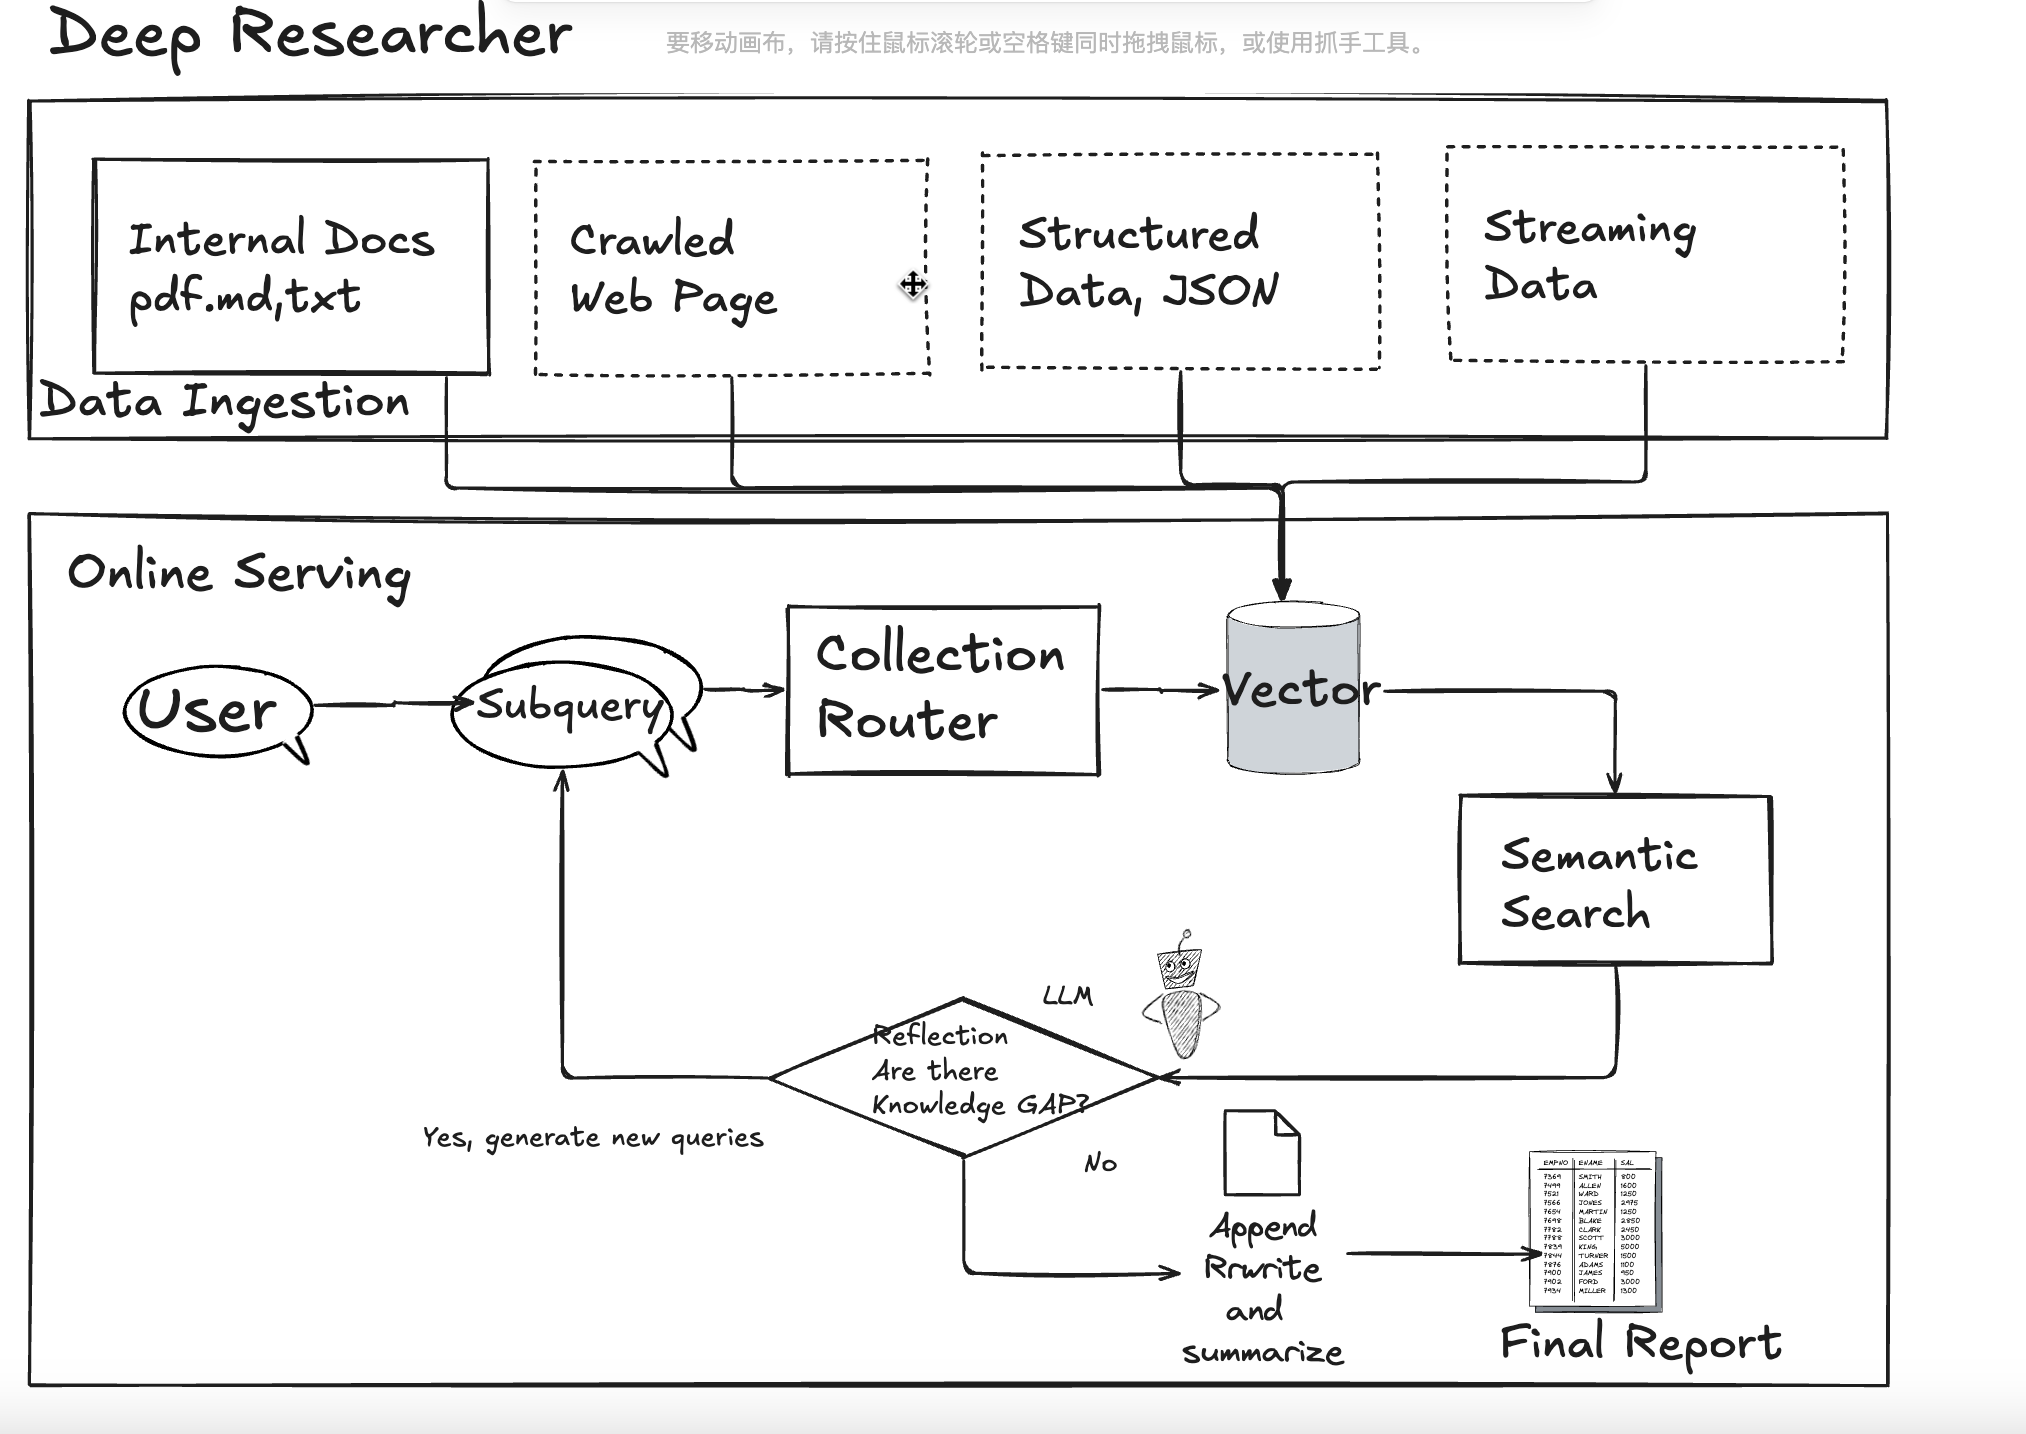 Deep Researcher
要移动画布，请按住鼠标滚轮或空格键同时拖拽鼠标，或使用抓手工具。
Internal Docs
pdf.md,txt
Crawled
Web Page
Structured
Data, JSON
Streaming
Data
Data Ingestion
Online Serving
User
Subquery
Collection
Router
Vector
Semantic
Search
LLM
Reflection
Are there
Knowledge GAP?
Yes, generate new queries
No
Append
Rrwrite
and
summarize
EMPNO ENAME SAL
7369 SMITH 800
7499 ALLEN 1600
7521 WARD 1250
7566 JONES 2975
7654 MARTIN 1250
7698 BLAKE 2850
7782 CLARK 2450
7788 SCOTT 3000
7839 KING 5000
7844 TURNER 1500
7876 ADAMS 1100
7900 JAMES 950
7902 FORD 3000
7934 MILLER 1300
Final Report